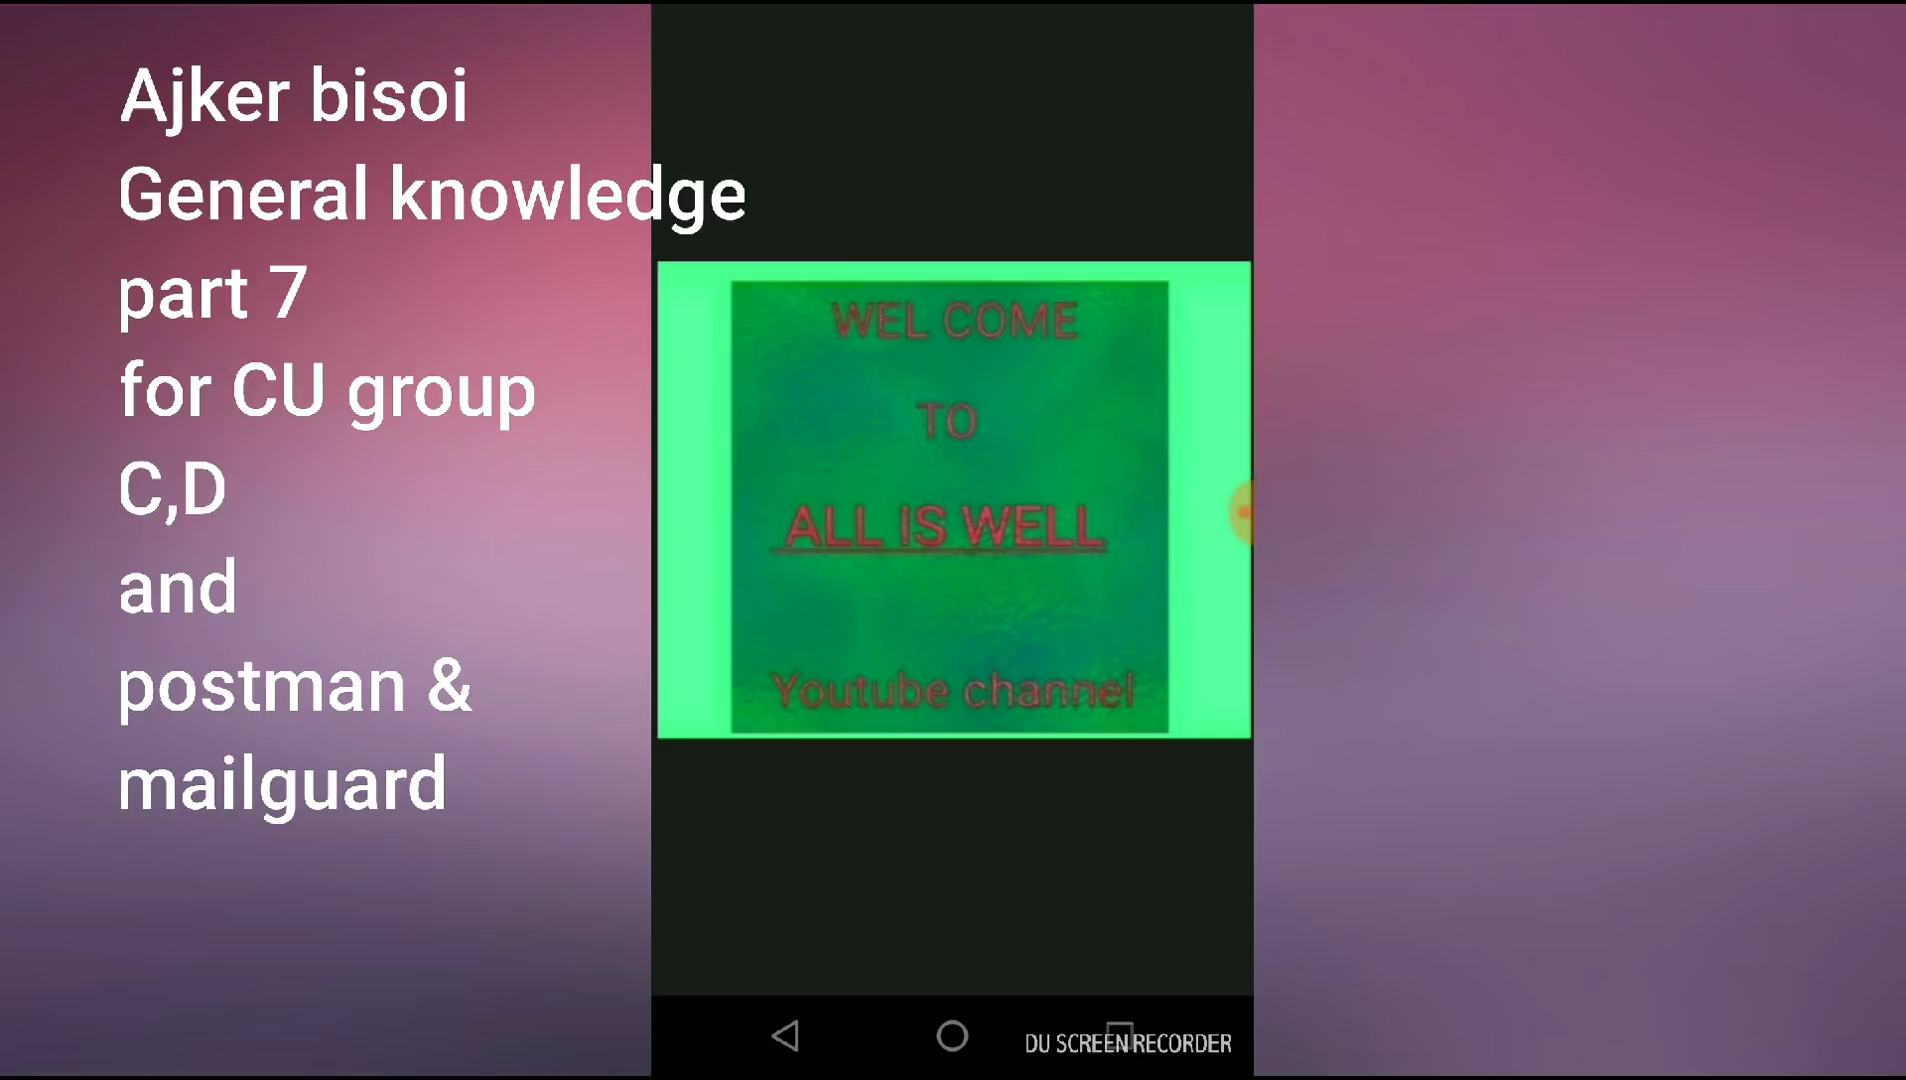 Ajker bisoi
General knowledge
part 7
for CU group
C,D
and
postman &
mailguard
WEL COME
TO
ALL IS WELL
Youtube channel
DU SCREEN RECORDER